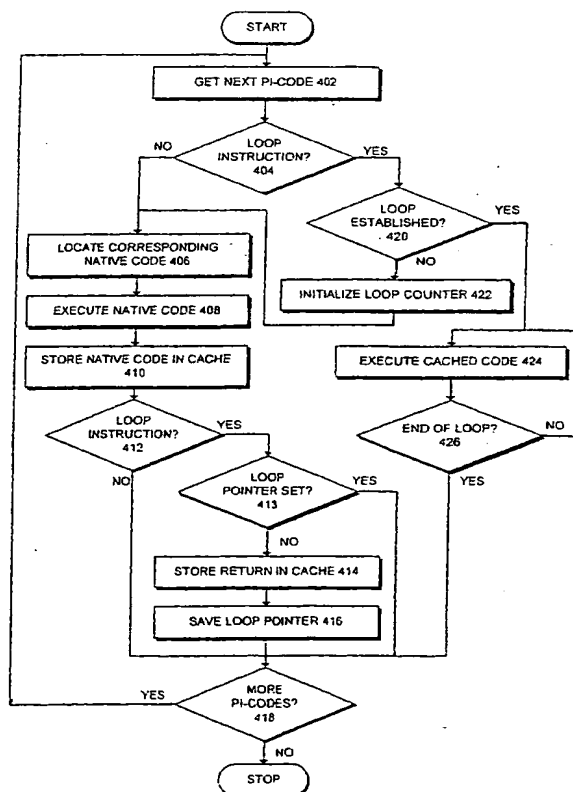 START
GET NEXT PI-CODE 402
NO
LOOP
INSTRUCTION?
404
YES
LOOP
ESTABLISHED?
420
YES
NO
LOCATE CORRESPONDING
NATIVE CODE 406
INITIALIZE LOOP COUNTER 422
EXECUTE NATIVE CODE 408
STORE NATIVE CODE IN CACHE
410
EXECUTE CACHED CODE 424
LOOP
INSTRUCTION?
412
YES
NO
END OF LOOP?
426
NO
YES
LOOP
POINTER SET?
413
YES
NO
STORE RETURN IN CACHE 414
SAVE LOOP POINTER 416
YES
MORE
PI-CODES?
418
NO
STOP